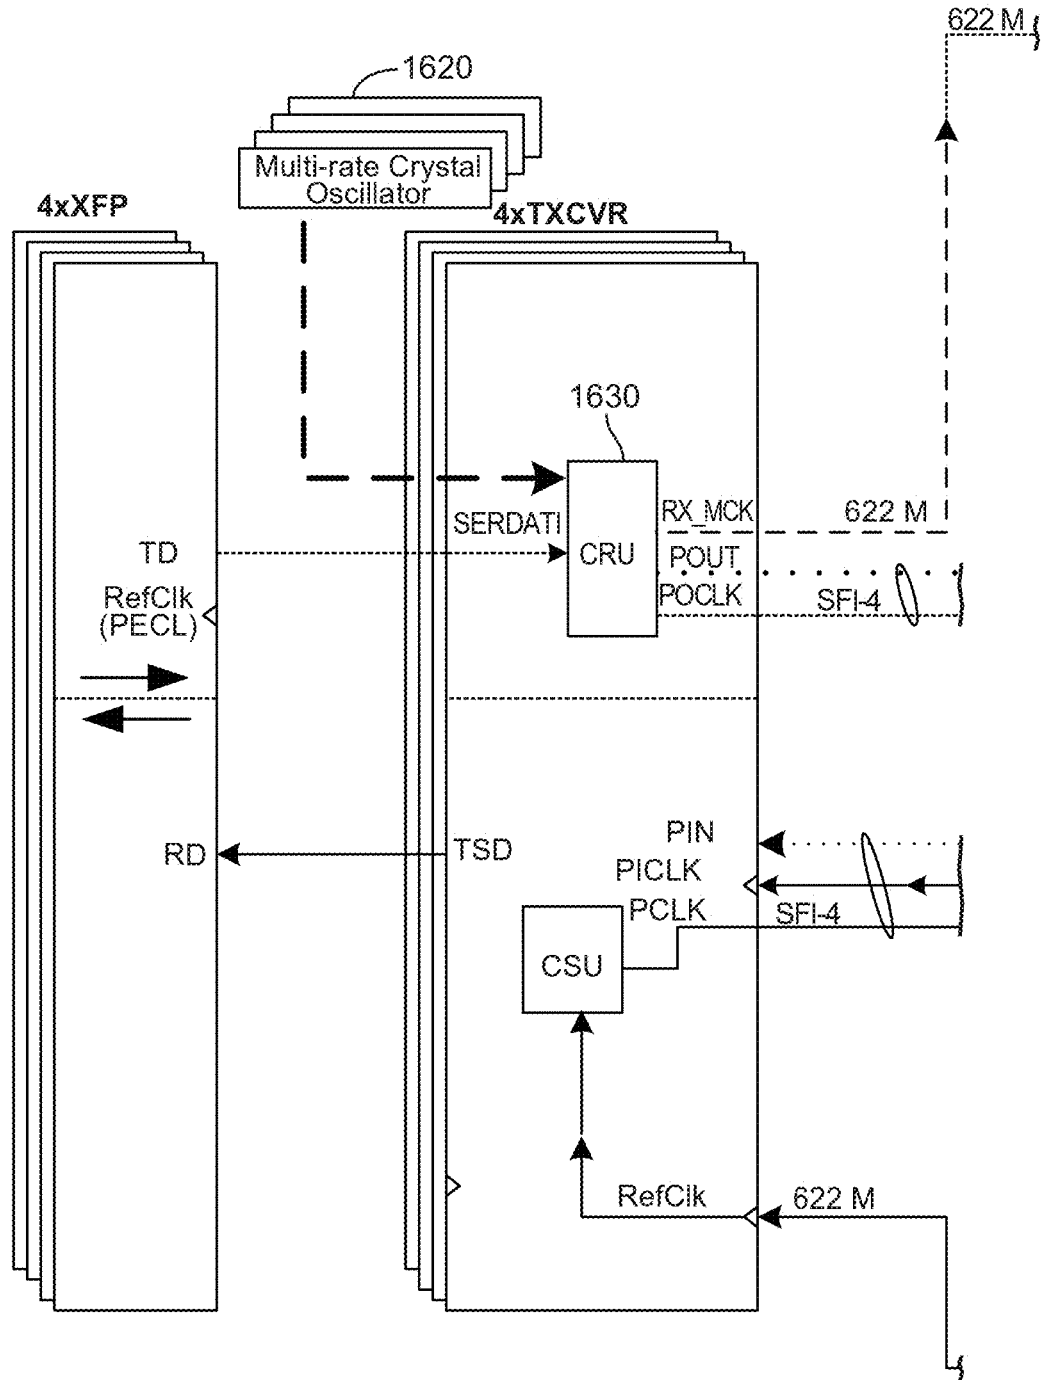 622 M
1620
Multi-rate Crystal
Oscillator
4xXFP
4xTXCVR
1630
SERDATI
RX_MCK
622 M
TD
CRU
POUT
RefClk
(PECL)
POCLK
SFI-4
PIN
RD
TSD
PICLK
PCLK
SFI-4
CSU
RefClk
622 M